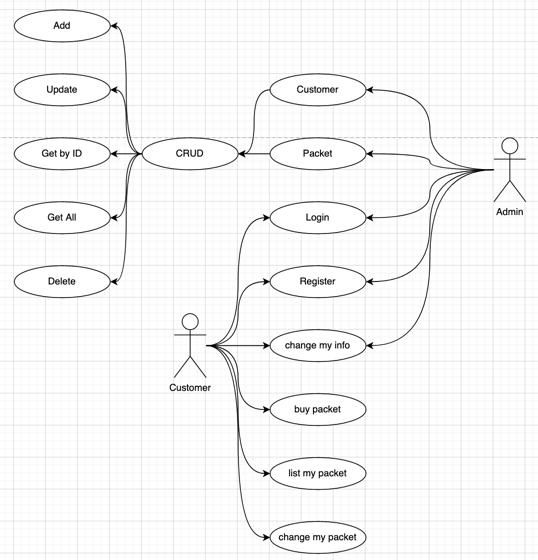 Add
Update
Customer
Get by ID
CRUD
Packet
Admin
Get All
Login
Delete
Register
change my info
Customer
buy packet
list my packet
change my packet